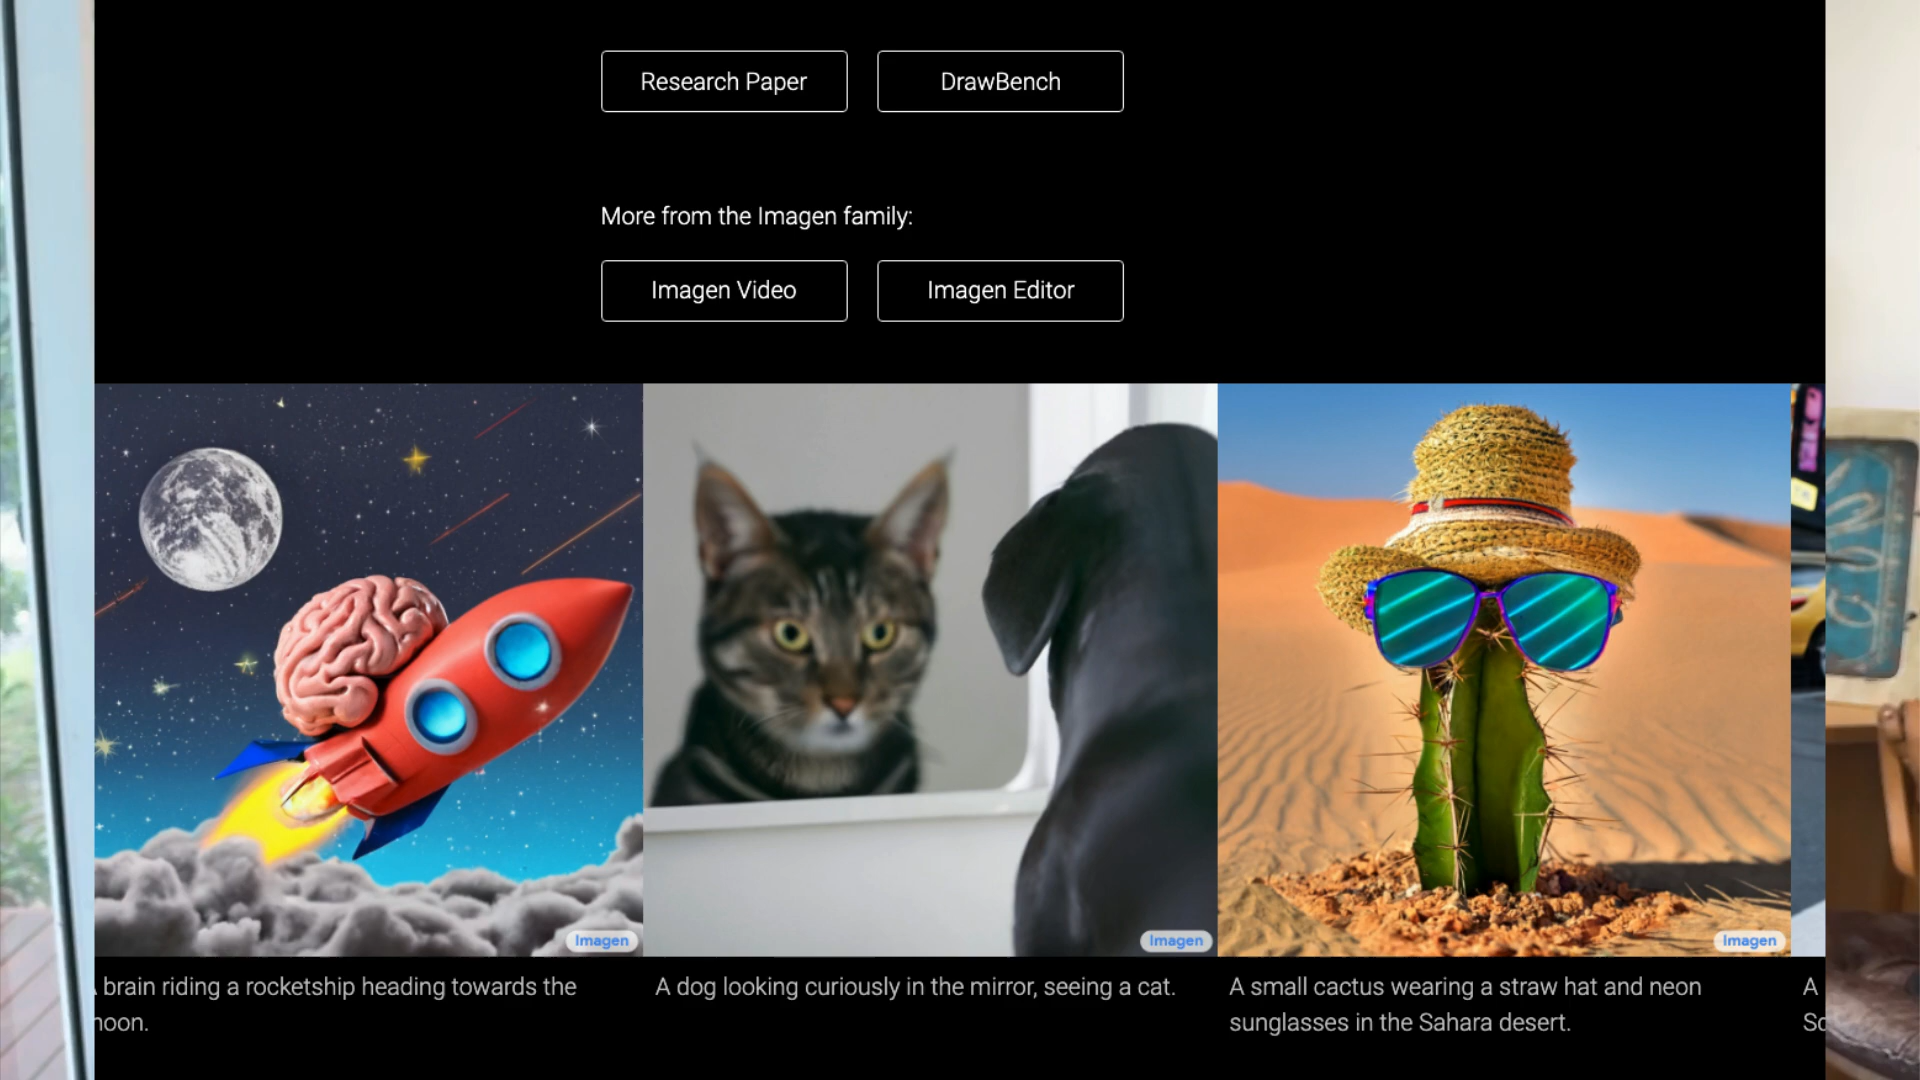 Research Paper
DrawBench
More from the Imagen family:
Imagen Video
Imagen Editor
Imagen
Imagen
Imagen
brain riding a rocketship heading towards the
A dog looking curiously in the mirror, seeing a cat.
A small cactus wearing a straw hat and neon
A
noon.
sunglasses in the Sahara desert.